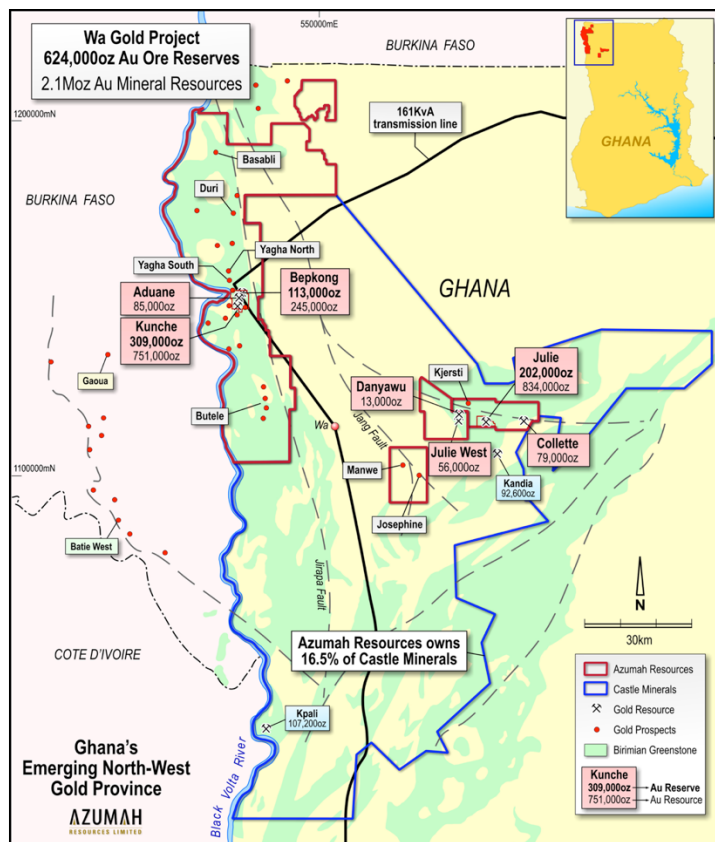 Wa Gold Project
624,000oz Au Ore Reserves
2.1Moz Au Mineral Resources
550000mE
BURKINA FASO
1200000mN
161KvA
transmission line
GHANA
Basabli
Duri
BURKINA FASO
Yagha North
Yagha South
Bepkong
113,000oz
245,000oz
Aduane
85,000oz
Kunche
309,000oz
751,000oz
GHANA
Gaoua
Butele
Wa
Jang Fault
Kjersti
Julie
202,000oz
834,000oz
Danyawu
13,000oz
Julie West
56,000oz
Collette
79,000oz
Kandia
92,600oz
Manwe
Josephine
1100000mN
Batie West
Jirapa Fault
N
30km
COTE D'IVOIRE
Azumah Resources owns
16.5% of Castle Minerals
Kpali
107,200oz
Black Volta River
Ghana's
Emerging North-West
Gold Province
AZUMAH
RESOURCES LIMITED
Azumah Resources
Castle Minerals
Gold Resource
Gold Prospects
Birimian Greenstone
Kunche
309,000oz Au Reserve
751,000oz Au Resource